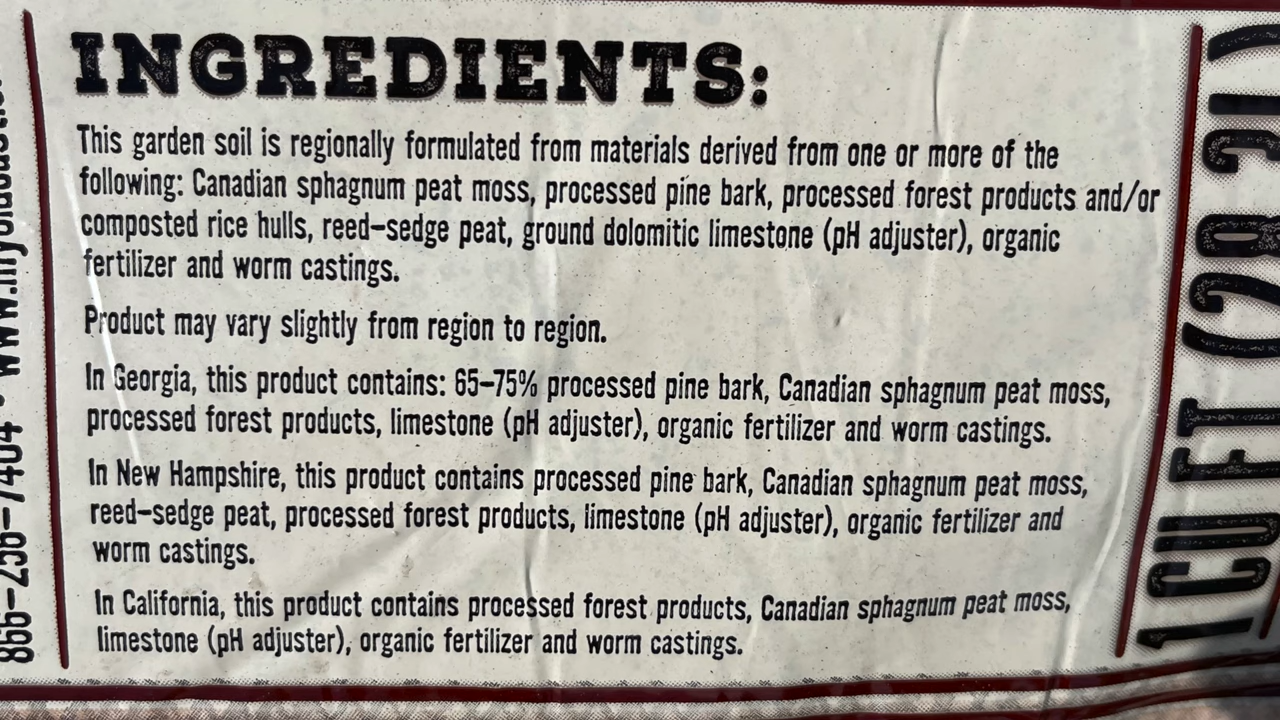 INGREDIENTS:
This garden soil is regionally formulated from materials derived from one or more of the
following: Canadian sphagnum peat moss, processed pine bark, processed forest products and/or
composted rice hulls, reed-sedge peat, ground dolomitic limestone (pH adjuster), organic
fertilizer and worm castings.
Product may vary slightly from region to region.
In Georgia, this product contains: 65-75% processed pine bark, Canadian sphagnum peat moss,
processed forest products, limestone (pH adjuster), organic fertilizer and worm castings.
In New Hampshire, this product contains processed pine bark, Canadian sphagnum peat moss,
reed-sedge peat, processed forest products, limestone (pH adjuster), organic fertilizer and
worm castings.
In California, this product contains processed forest products, Canadian sphagnum peat moss,
limestone (pH adjuster), organic fertilizer and worm castings.
1 CU FT (28.3 L)
866-256-7404 •